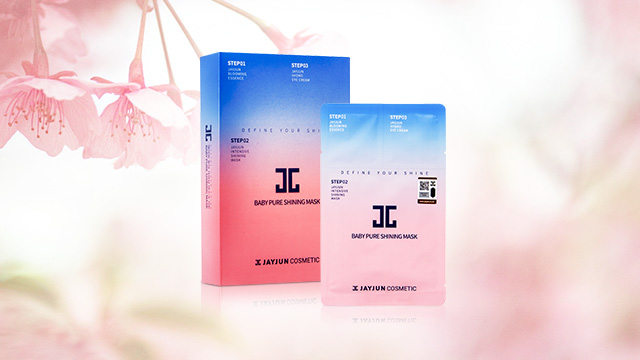 STEP01
JAYJUN
BLOOMING
ESSENCE
STEP03
JAYJUN
HYDRO
EYE CREAM
DEFINE YOUR SHINE
STEP02
JAYJUN
INTENSIVE
SHINING
MASK
BABY PURE SHINING MASK
JAYJUN COSMETIC
STEP01
JAYJUN
BLOOMING
ESSENCE
STEP03
JAYJUN
HYDRO
EYE CREAM
DEFINE YOUR SHINE
STEP02
JAYJUN
INTENSIVE
SHINING
MASK
BABY PURE SHINING MASK
JAYJUN COSMETIC